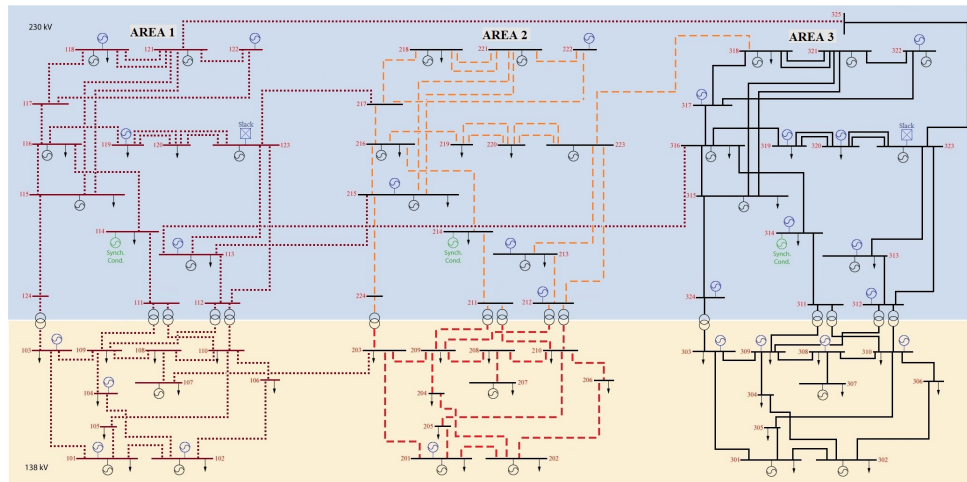 325
230 kV
AREA 1
AREA 2
AREA 3
118 121 122 218 221 222 318 321 322
117 217 317
Slack Slack
116 119 120 123 216 219 220 223 316 319 320 323
115 215 315
114 214 314
Synch. Cond. Synch. Cond. Synch. Cond.
113 213 313
124 111 112 224 211 212 324 311 312
103 109 108 110 203 209 208 210 303 309 308 310
107 106 207 206 307 306
104 204 304
105 205 305
101 102 201 202 301 302
138 kV